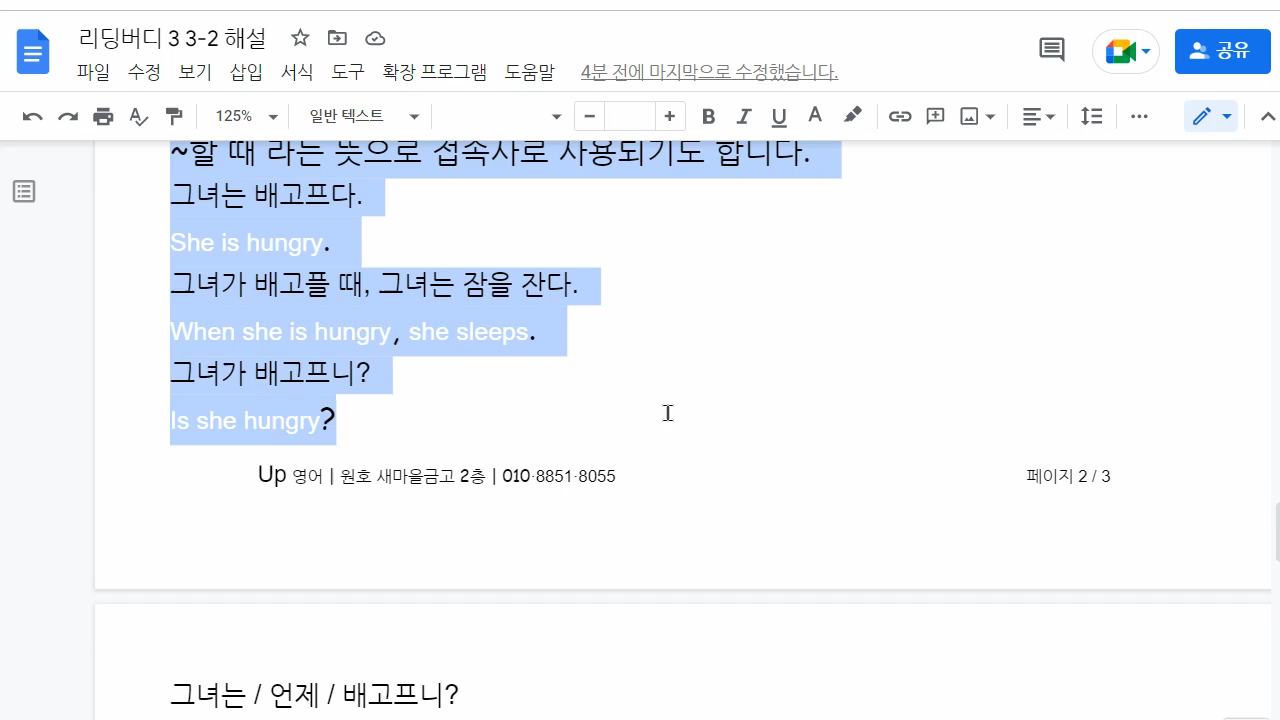 리딩버디 3 3-2 해설
공유
파일 수정 보기 삽입 서식 도구 확장 프로그램 도움말 4분 전에 마지막으로 수정했습니다.
125% 일반 텍스트 − + B I U A
~할 때 라는 뜻으로 접속사로 사용되기도 합니다.
그녀는 배고프다.
She is hungry.
그녀가 배고플 때, 그녀는 잠을 잔다.
When she is hungry, she sleeps.
그녀가 배고프니?
Is she hungry?
Up 영어 | 원호 새마을금고 2층 | 010·8851·8055 페이지 2 / 3
그녀는 / 언제 / 배고프니?